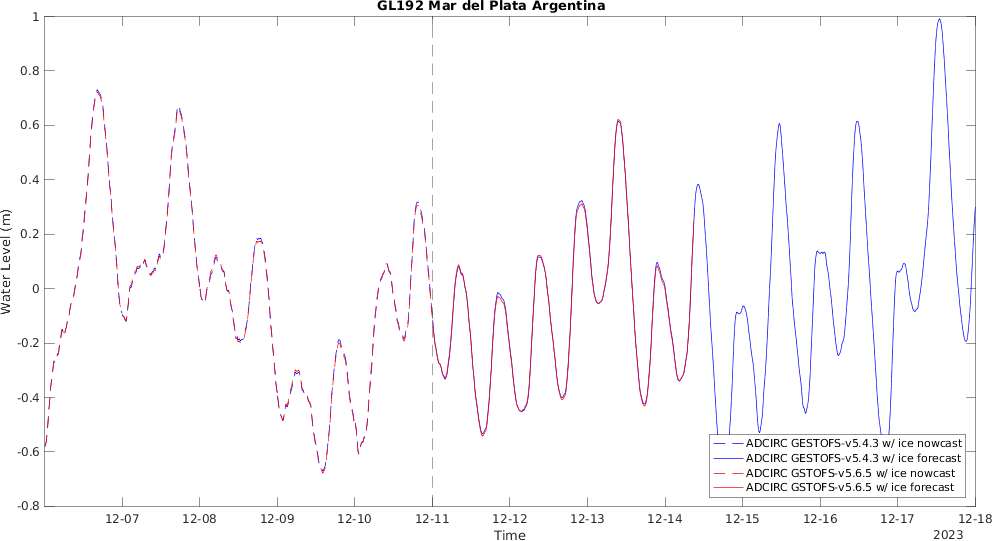 GL192 Mar del Plata Argentina
Water Level (m)
1
0.8
0.6
0.4
0.2
0
-0.2
-0.4
-0.6
-0.8
ADCIRC GESTOFS-v5.4.3 w/ ice nowcast
ADCIRC GESTOFS-v5.4.3 w/ ice forecast
ADCIRC GSTOFS-v5.6.5 w/ ice nowcast
ADCIRC GSTOFS-v5.6.5 w/ ice forecast
12-07 12-08 12-09 12-10 12-11 12-12 12-13 12-14 12-15 12-16 12-17 12-18
Time
2023